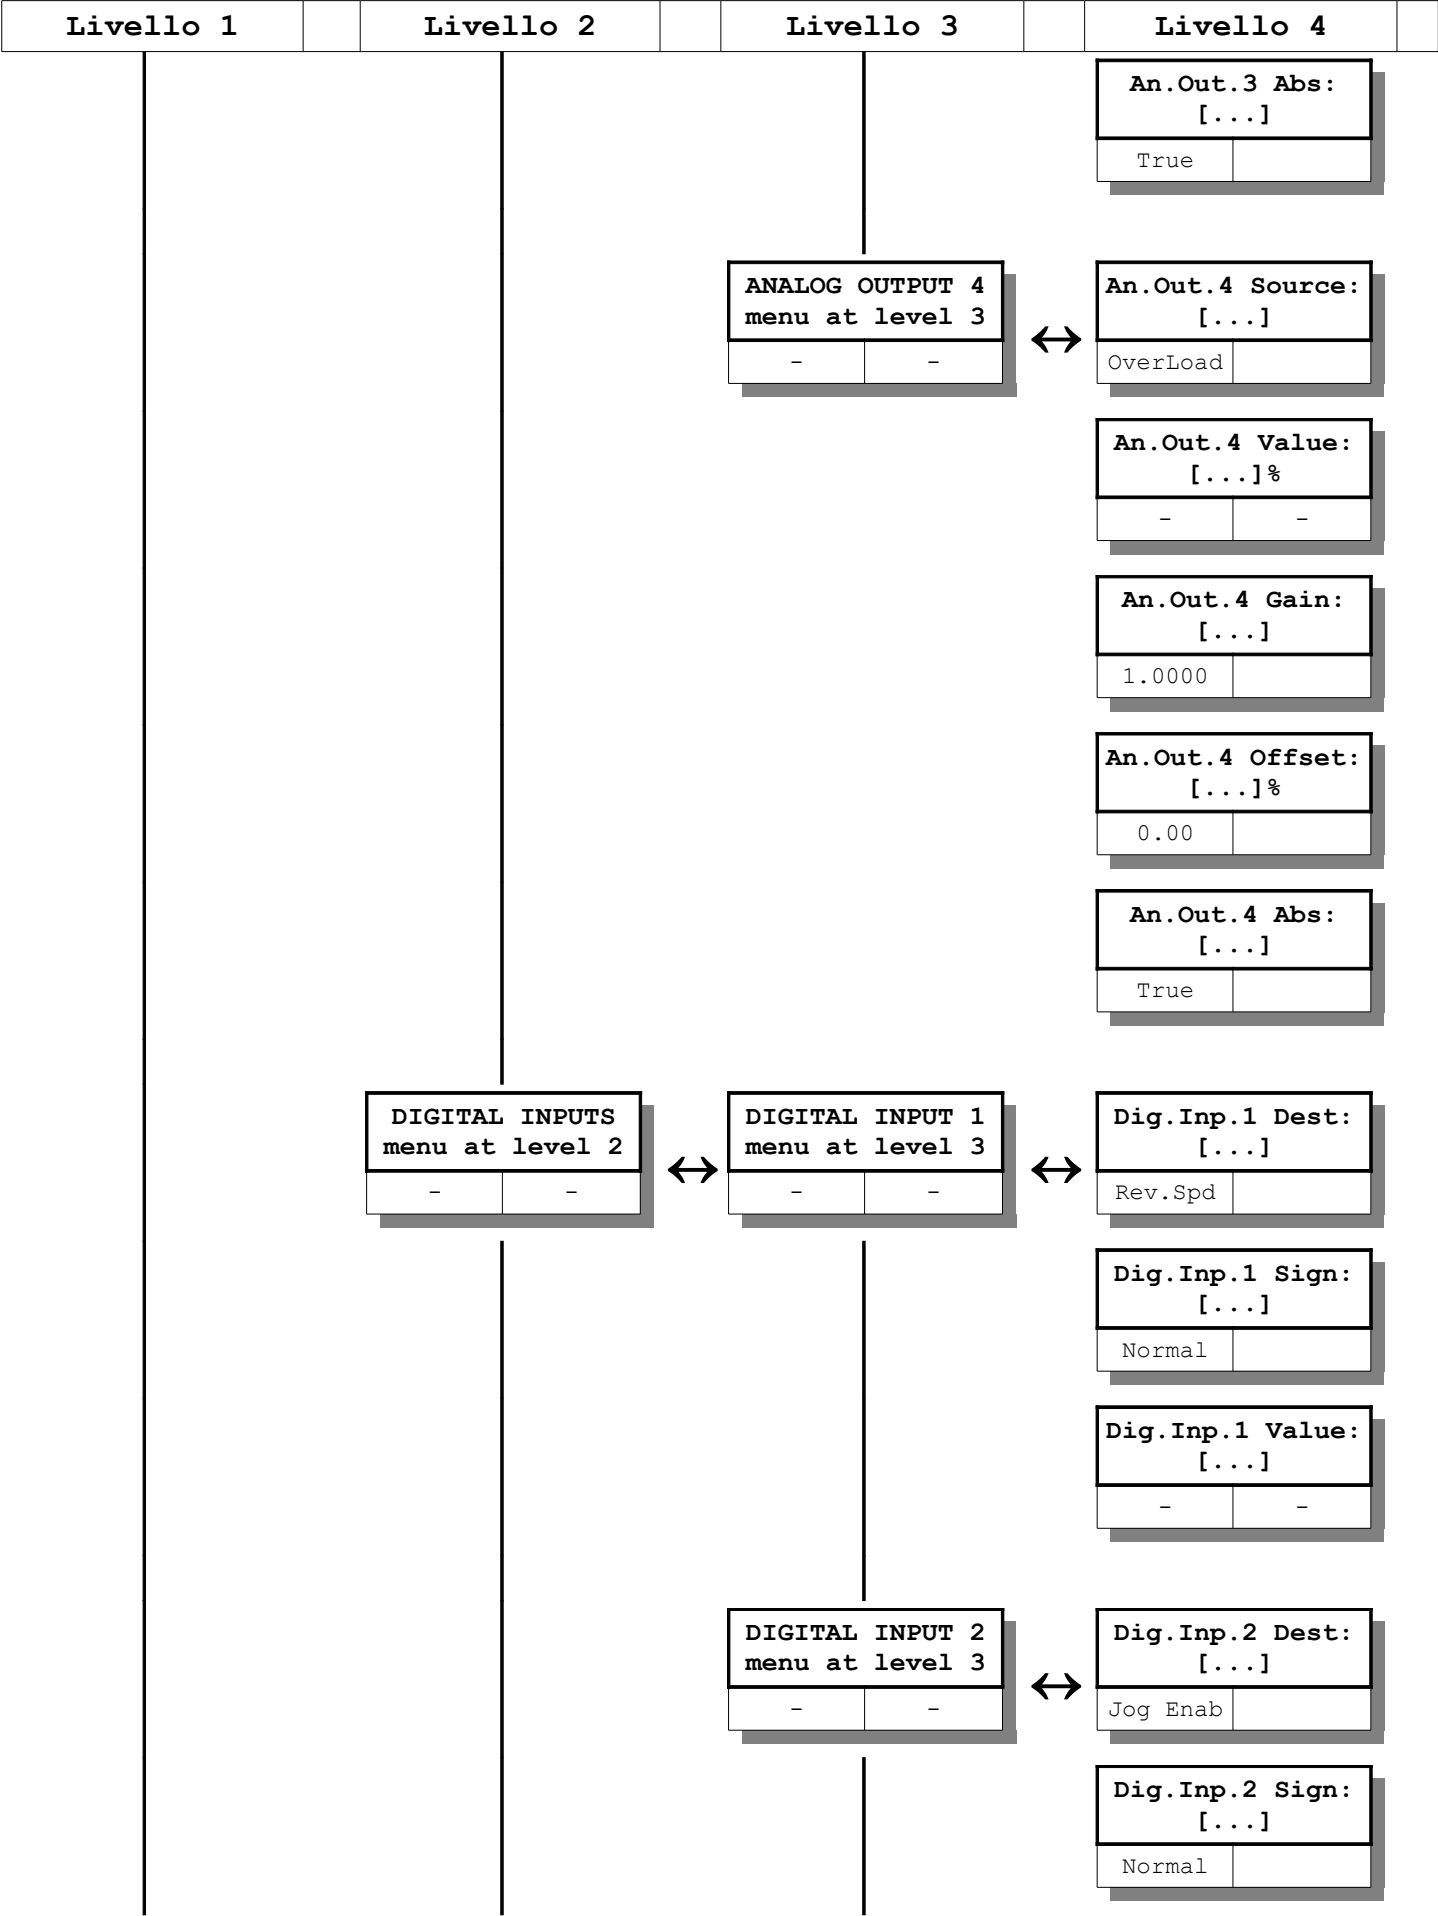 Livello 1 Livello 2 Livello 3 Livello 4
An.Out.3 Abs:
[...]
True
ANALOG OUTPUT 4
menu at level 3
- -
↔
An.Out.4 Source:
[...]
OverLoad
An.Out.4 Value:
[...]%
- -
An.Out.4 Gain:
[...]
1.0000
An.Out.4 Offset:
[...]%
0.00
An.Out.4 Abs:
[...]
True
DIGITAL INPUTS
menu at level 2
- -
↔
DIGITAL INPUT 1
menu at level 3
- -
↔
Dig.Inp.1 Dest:
[...]
Rev.Spd
Dig.Inp.1 Sign:
[...]
Normal
Dig.Inp.1 Value:
[...]
- -
DIGITAL INPUT 2
menu at level 3
- -
↔
Dig.Inp.2 Dest:
[...]
Jog Enab
Dig.Inp.2 Sign:
[...]
Normal